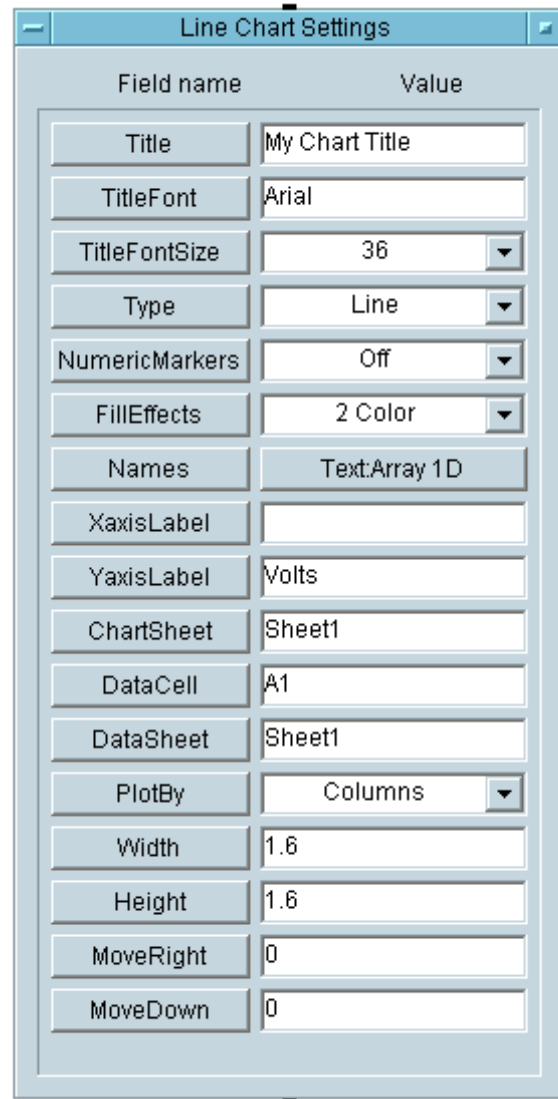 Line Chart Settings
Field name Value
Title My Chart Title
TitleFont Arial
TitleFontSize 36
Type Line
NumericMarkers Off
FillEffects 2 Color
Names Text:Array 1D
XaxisLabel
YaxisLabel Volts
ChartSheet Sheet1
DataCell A1
DataSheet Sheet1
PlotBy Columns
Width 1.6
Height 1.6
MoveRight 0
MoveDown 0